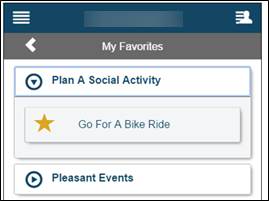 My Favorites
Plan A Social Activity
Go For A Bike Ride
Pleasant Events